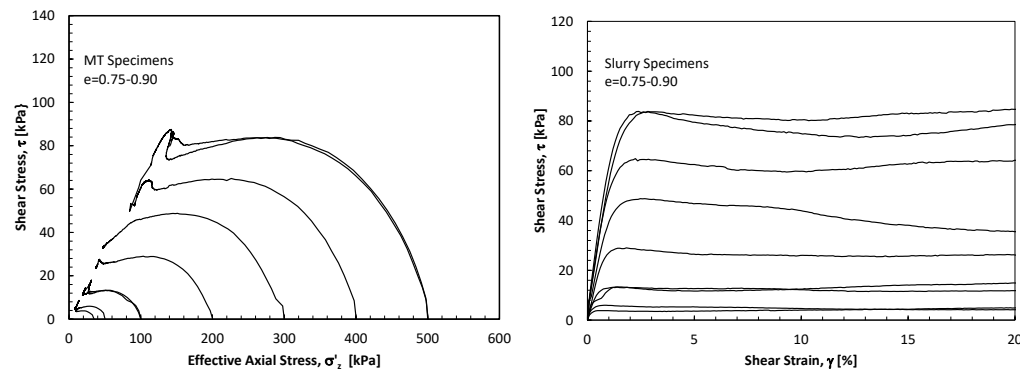 140
120
100
80
60
40
20
0
MT Specimens
e=0.75-0.90
Shear Stress, τ [kPa}
0 100 200 300 400 500 600
Effective Axial Stress, σ'z [kPa]
120
100
80
60
40
20
0
Slurry Specimens
e=0.75-0.90
Shear Stress, τ [kPa]
0 5 10 15 20
Shear Strain, γ [%]